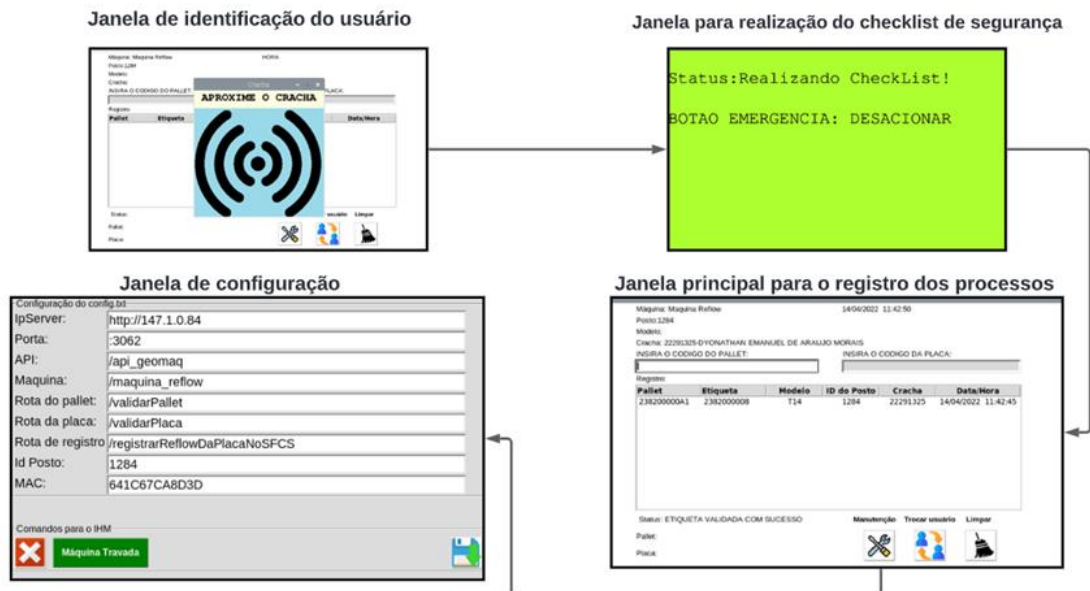 Janela de identificação do usuário
Máquina: Maquina Reflow HORA
Posto:1284
Modelo:
Cracha:
INSIRA O CODIGO DO PALLET: PLACA:
Cracha
APROXIME O CRACHA
Registro:
Pallet Etiqueta Data/Hora
Status: usuário Limpar
Pallet:
Placa:
Janela para realização do checklist de segurança
Status:Realizando CheckList!
BOTAO EMERGENCIA: DESACIONAR
Janela de configuração
Configuração do config.txt
IpServer: http://147.1.0.84
Porta: :3062
API: /api_geomaq
Maquina: /maquina_reflow
Rota do pallet: /validarPallet
Rota da placa: /validarPlaca
Rota de registro /registrarReflowDaPlacaNoSFCS
Id Posto: 1284
MAC: 641C67CA8D3D
Comandos para o IHM
Máquina Travada
Janela principal para o registro dos processos
Máquina: Maquina Reflow 14/04/2022 11:42:50
Posto:1284
Modelo:
Cracha: 22291325-DYONATHAN EMANUEL DE ARAUJO MORAIS
INSIRA O CODIGO DO PALLET: INSIRA O CODIGO DA PLACA:
Registro:
Pallet Etiqueta Modelo ID do Posto Cracha Data/Hora
238200000A1 2382000008 T14 1284 22291325 14/04/2022 11:42:45
Status: ETIQUETA VALIDADA COM SUCESSO Manutenção Trocar usuário Limpar
Pallet:
Placa: